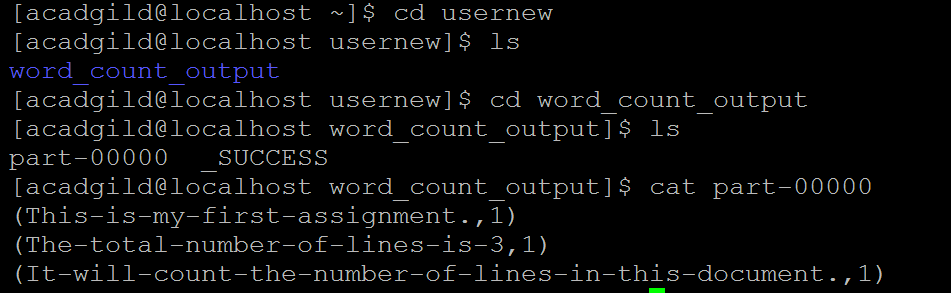 [acadgild@localhost ~]$ cd usernew
[acadgild@localhost usernew]$ ls
word_count_output
[acadgild@localhost usernew]$ cd word_count_output
[acadgild@localhost word_count_output]$ ls
part-00000  _SUCCESS
[acadgild@localhost word_count_output]$ cat part-00000
(This-is-my-first-assignment.,1)
(The-total-number-of-lines-is-3,1)
(It-will-count-the-number-of-lines-in-this-document.,1)